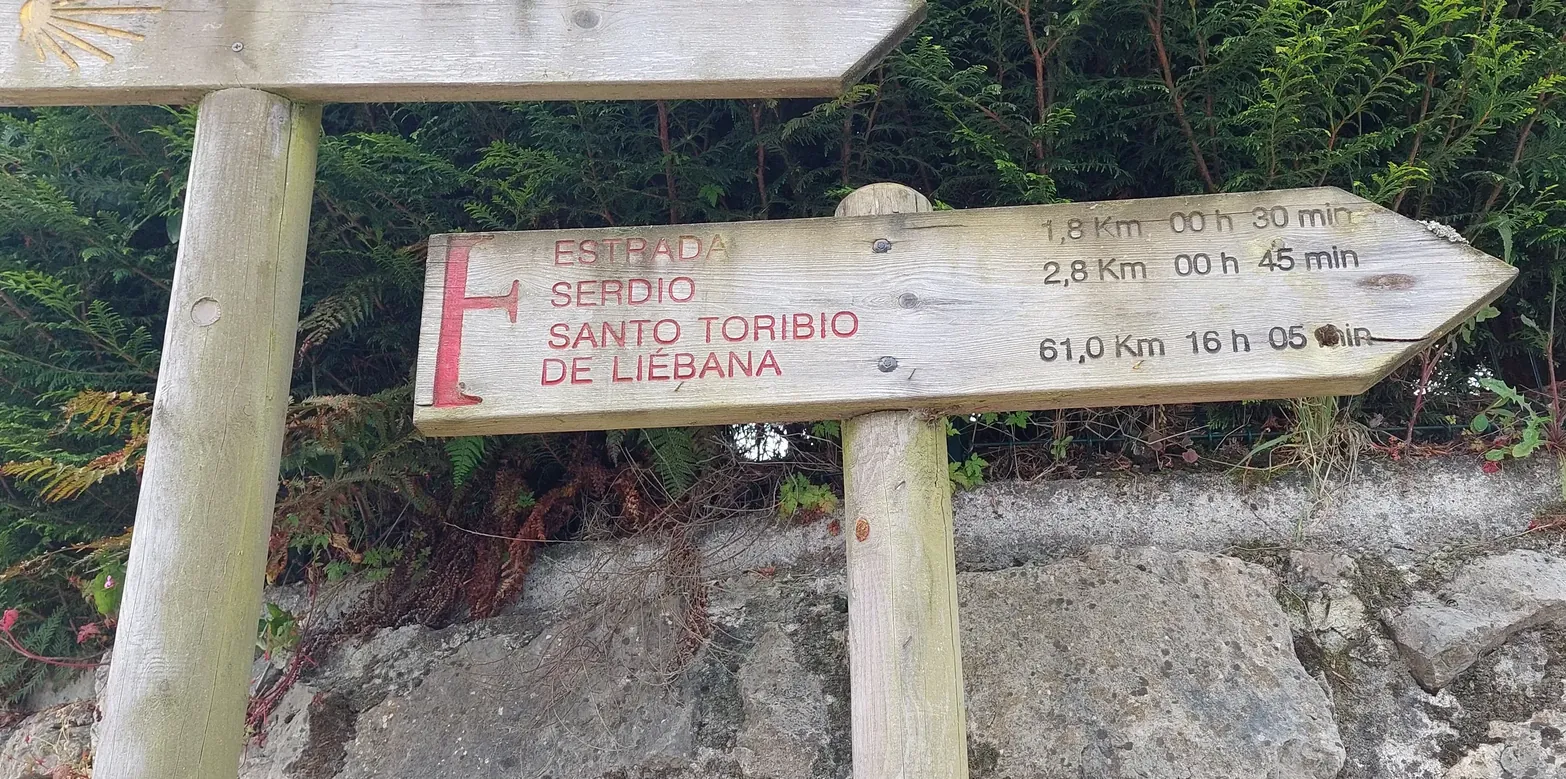 ESTRADA 1,8 Km 00 h 30 min
SERDIO 2,8 Km 00 h 45 min
SANTO TORIBIO
DE LIÉBANA 61,0 Km 16 h 05 min